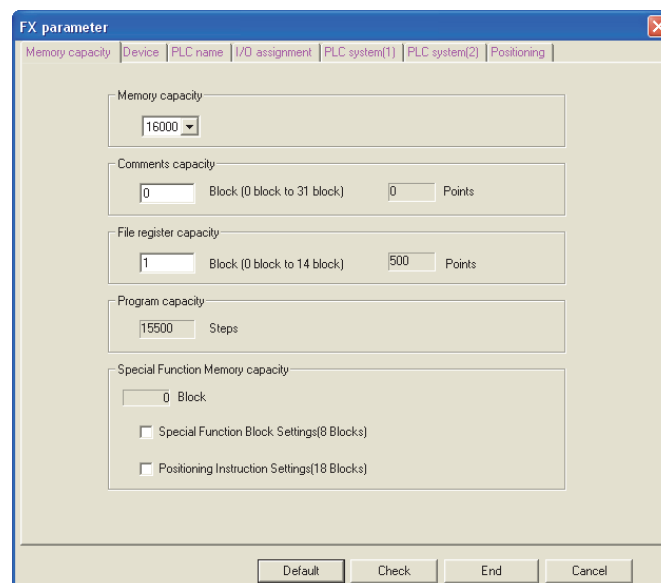 FX parameter
Memory capacity Device PLC name I/O assignment PLC system(1) PLC system(2) Positioning
Memory capacity
16000
Comments capacity
0 Block (0 block to 31 block) 0 Points
File register capacity
1 Block (0 block to 14 block) 500 Points
Program capacity
15500 Steps
Special Function Memory capacity
0 Block
Special Function Block Settings(8 Blocks)
Positioning Instruction Settings(18 Blocks)
Default Check End Cancel